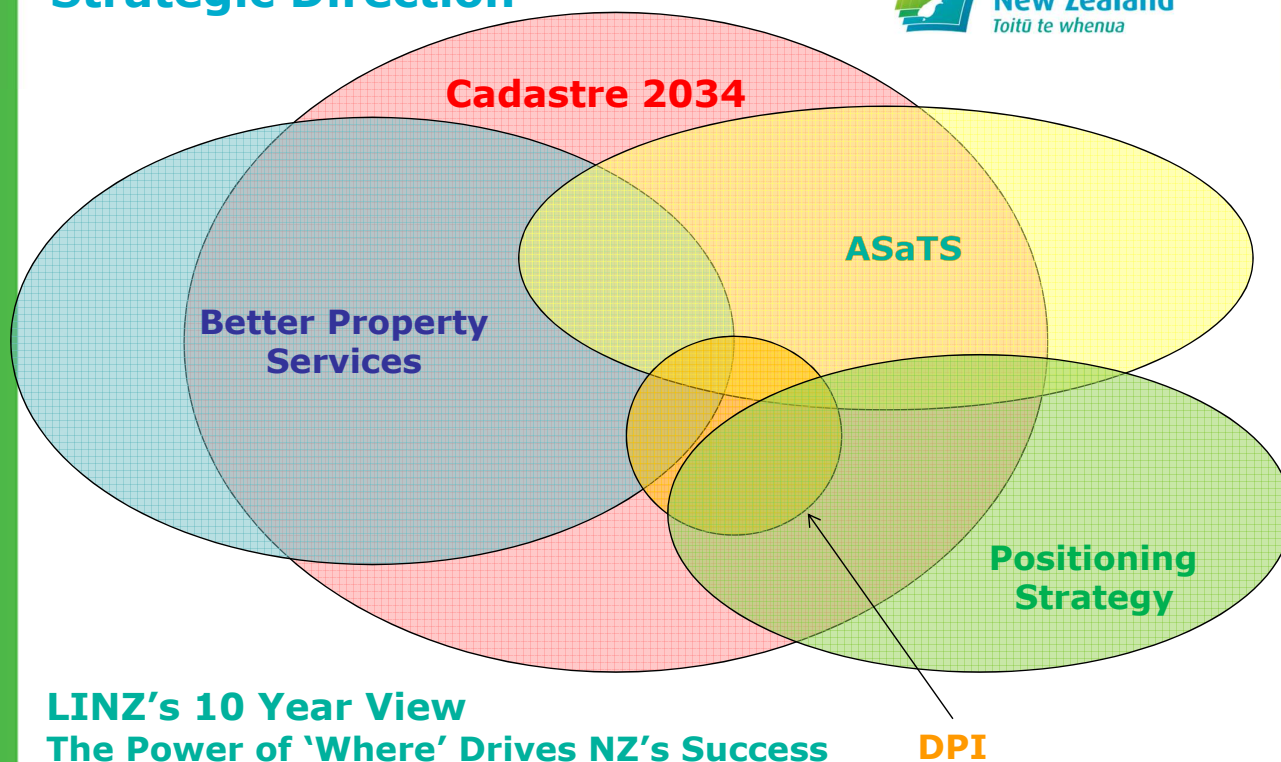 Strategic Direction
New Zealand
Toitū te whenua
Cadastre 2034
ASaTS
Better Property
Services
Positioning
Strategy
LINZ’s 10 Year View
The Power of ‘Where’ Drives NZ’s Success
DPI